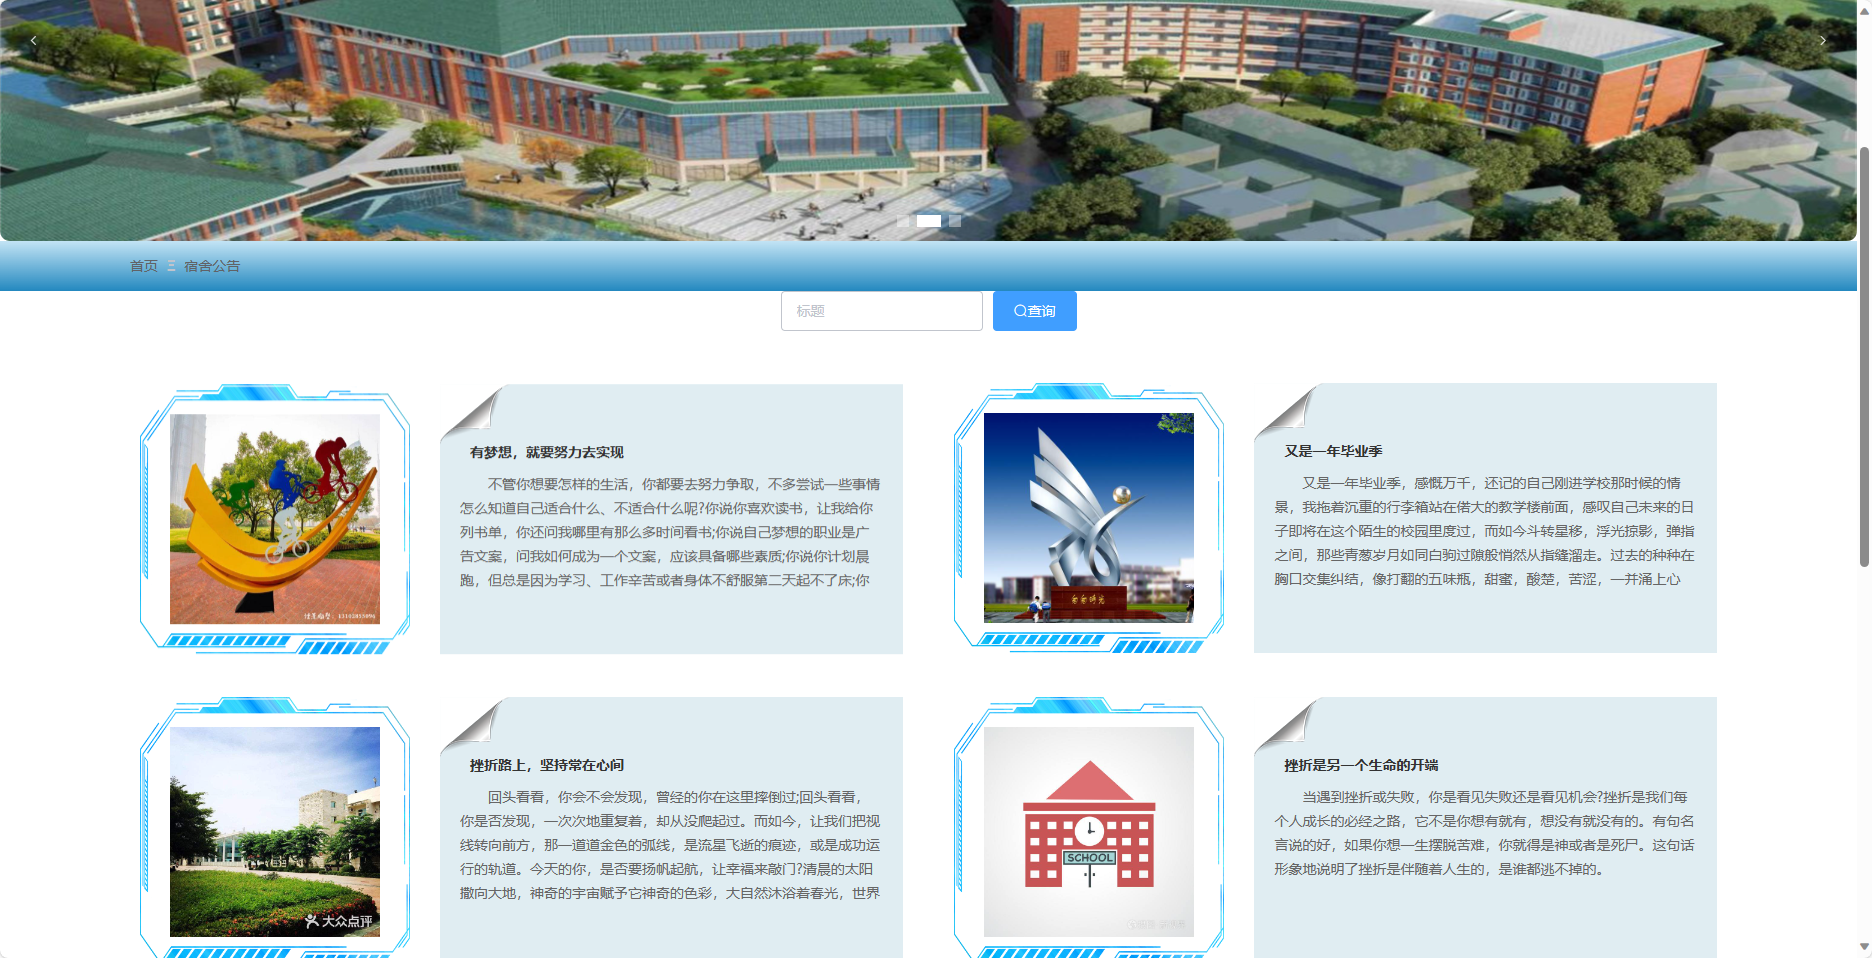 首页 宿舍公告
标题
查询
有梦想，就要努力去实现
不管你想要怎样的生活，你都要去努力争取，不多尝试一些事情
怎么知道自己适合什么、不适合什么呢?你说你喜欢读书，让我给你
列书单，你还问我哪里有那么多时间看书;你说自己梦想的职业是广
告文案，问我如何成为一个文案，应该具备哪些素质;你说你计划晨
跑，但总是因为学习、工作辛苦或者身体不舒服第二天起不了床;你
又是一年毕业季
又是一年毕业季，感慨万千，还记的自己刚进学校那时候的情
景，我拖着沉重的行李箱站在偌大的教学楼前面，感叹自己未来的日
子即将在这个陌生的校园里度过，而如今斗转星移，浮光掠影，弹指
之间，那些青葱岁月如同白驹过隙般悄然从指缝溜走。过去的种种在
胸口交集纠结，像打翻的五味瓶，甜蜜，酸楚，苦涩，一并涌上心
挫折路上，坚持常在心间
回头看看，你会不会发现，曾经的你在这里摔倒过;回头看看，
你是否发现，一次次地重复着，却从没爬起过。而如今，让我们把视
线转向前方，那一道道金色的弧线，是流星飞逝的痕迹，或是成功运
行的轨道。今天的你，是否要扬帆起航，让幸福来敲门?清晨的太阳
撒向大地，神奇的宇宙赋予它神奇的色彩，大自然沐浴着春光，世界
大众点评
挫折是另一个生命的开端
当遇到挫折或失败，你是看见失败还是看见机会?挫折是我们每
个人成长的必经之路，它不是你想有就有，想没有就没有的。有句名
言说的好，如果你想一生摆脱苦难，你就得是神或者是死尸。这句话
形象地说明了挫折是伴随着人生的，是谁都逃不掉的。
SCHOOL